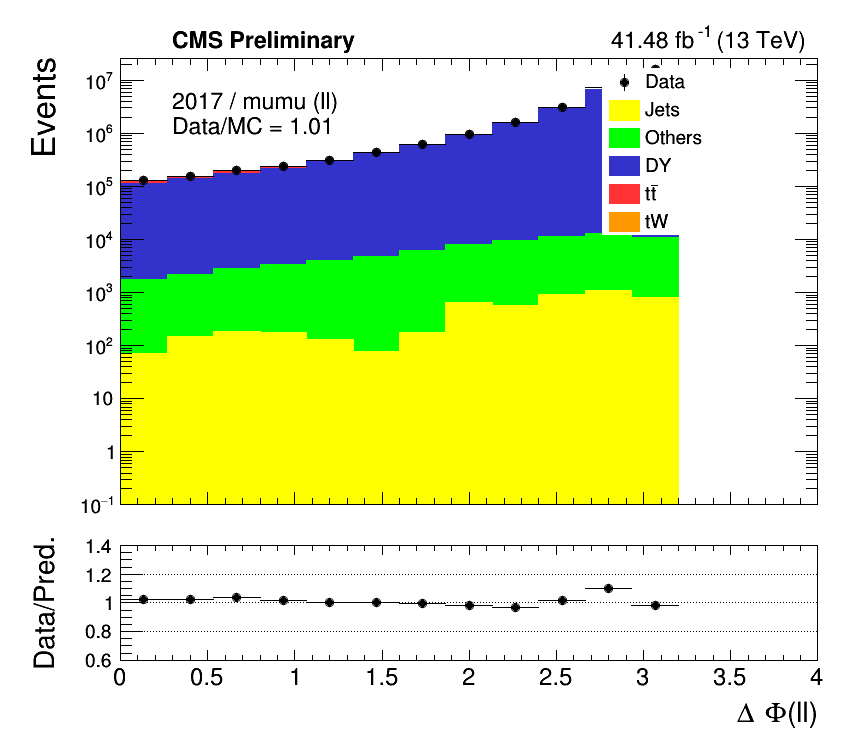 CMS Preliminary 41.48 fb⁻¹ (13 TeV)
Events
2017 / mumu (ll)
Data/MC = 1.01
Data
Jets
Others
DY
tt̄
tW
10⁷
10⁶
10⁵
10⁴
10³
10²
10
1
10⁻¹
Data/Pred.
1.4
1.2
1
0.8
0.6
0 0.5 1 1.5 2 2.5 3 3.5 4
Δ Φ(ll)